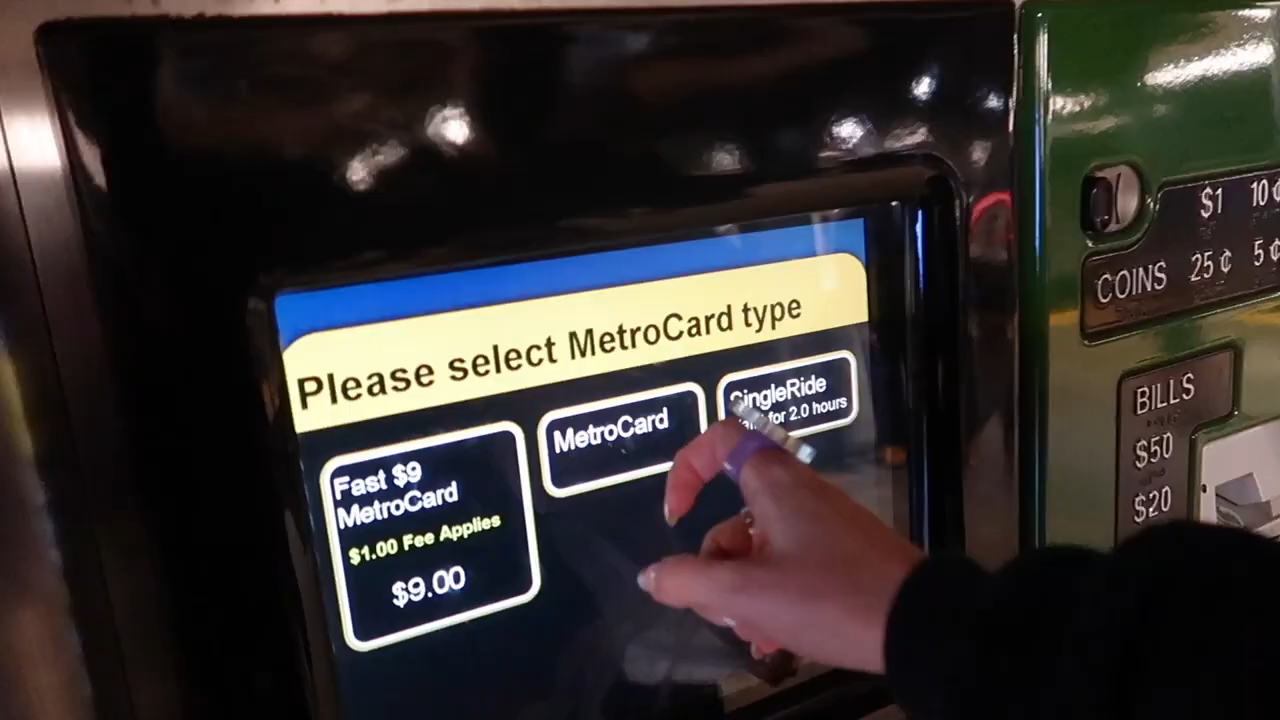 Please select MetroCard type
Fast $9
MetroCard
$1.00 Fee Applies
$9.00
MetroCard
SingleRide
for 2.0 hours
$1 10¢
COINS 25¢ 5¢
BILLS
$50
$20